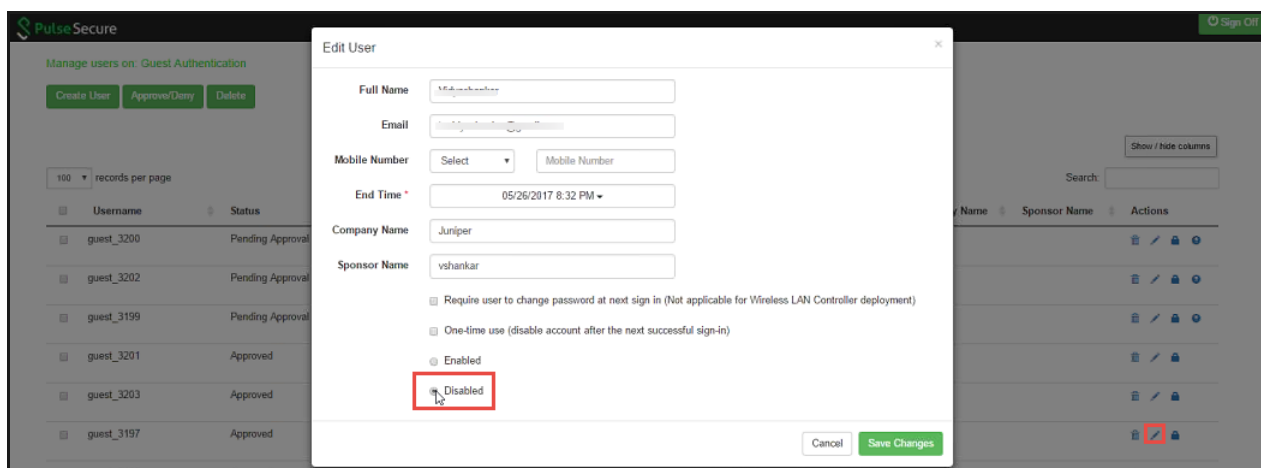 Pulse Secure
Sign Off
Manage users on: Guest Authentication
Create User Approve/Deny Delete
Show / hide columns
100 records per page
Search:
Username Status y Name Sponsor Name Actions
guest_3200 Pending Approval
guest_3202 Pending Approval
guest_3199 Pending Approval
guest_3201 Approved
guest_3203 Approved
guest_3197 Approved
Edit User ×
Full Name
Email
Mobile Number Select Mobile Number
End Time * 05/26/2017 8:32 PM
Company Name Juniper
Sponsor Name vshankar
Require user to change password at next sign in (Not applicable for Wireless LAN Controller deployment)
One-time use (disable account after the next successful sign-in)
Enabled
Disabled
Cancel Save Changes